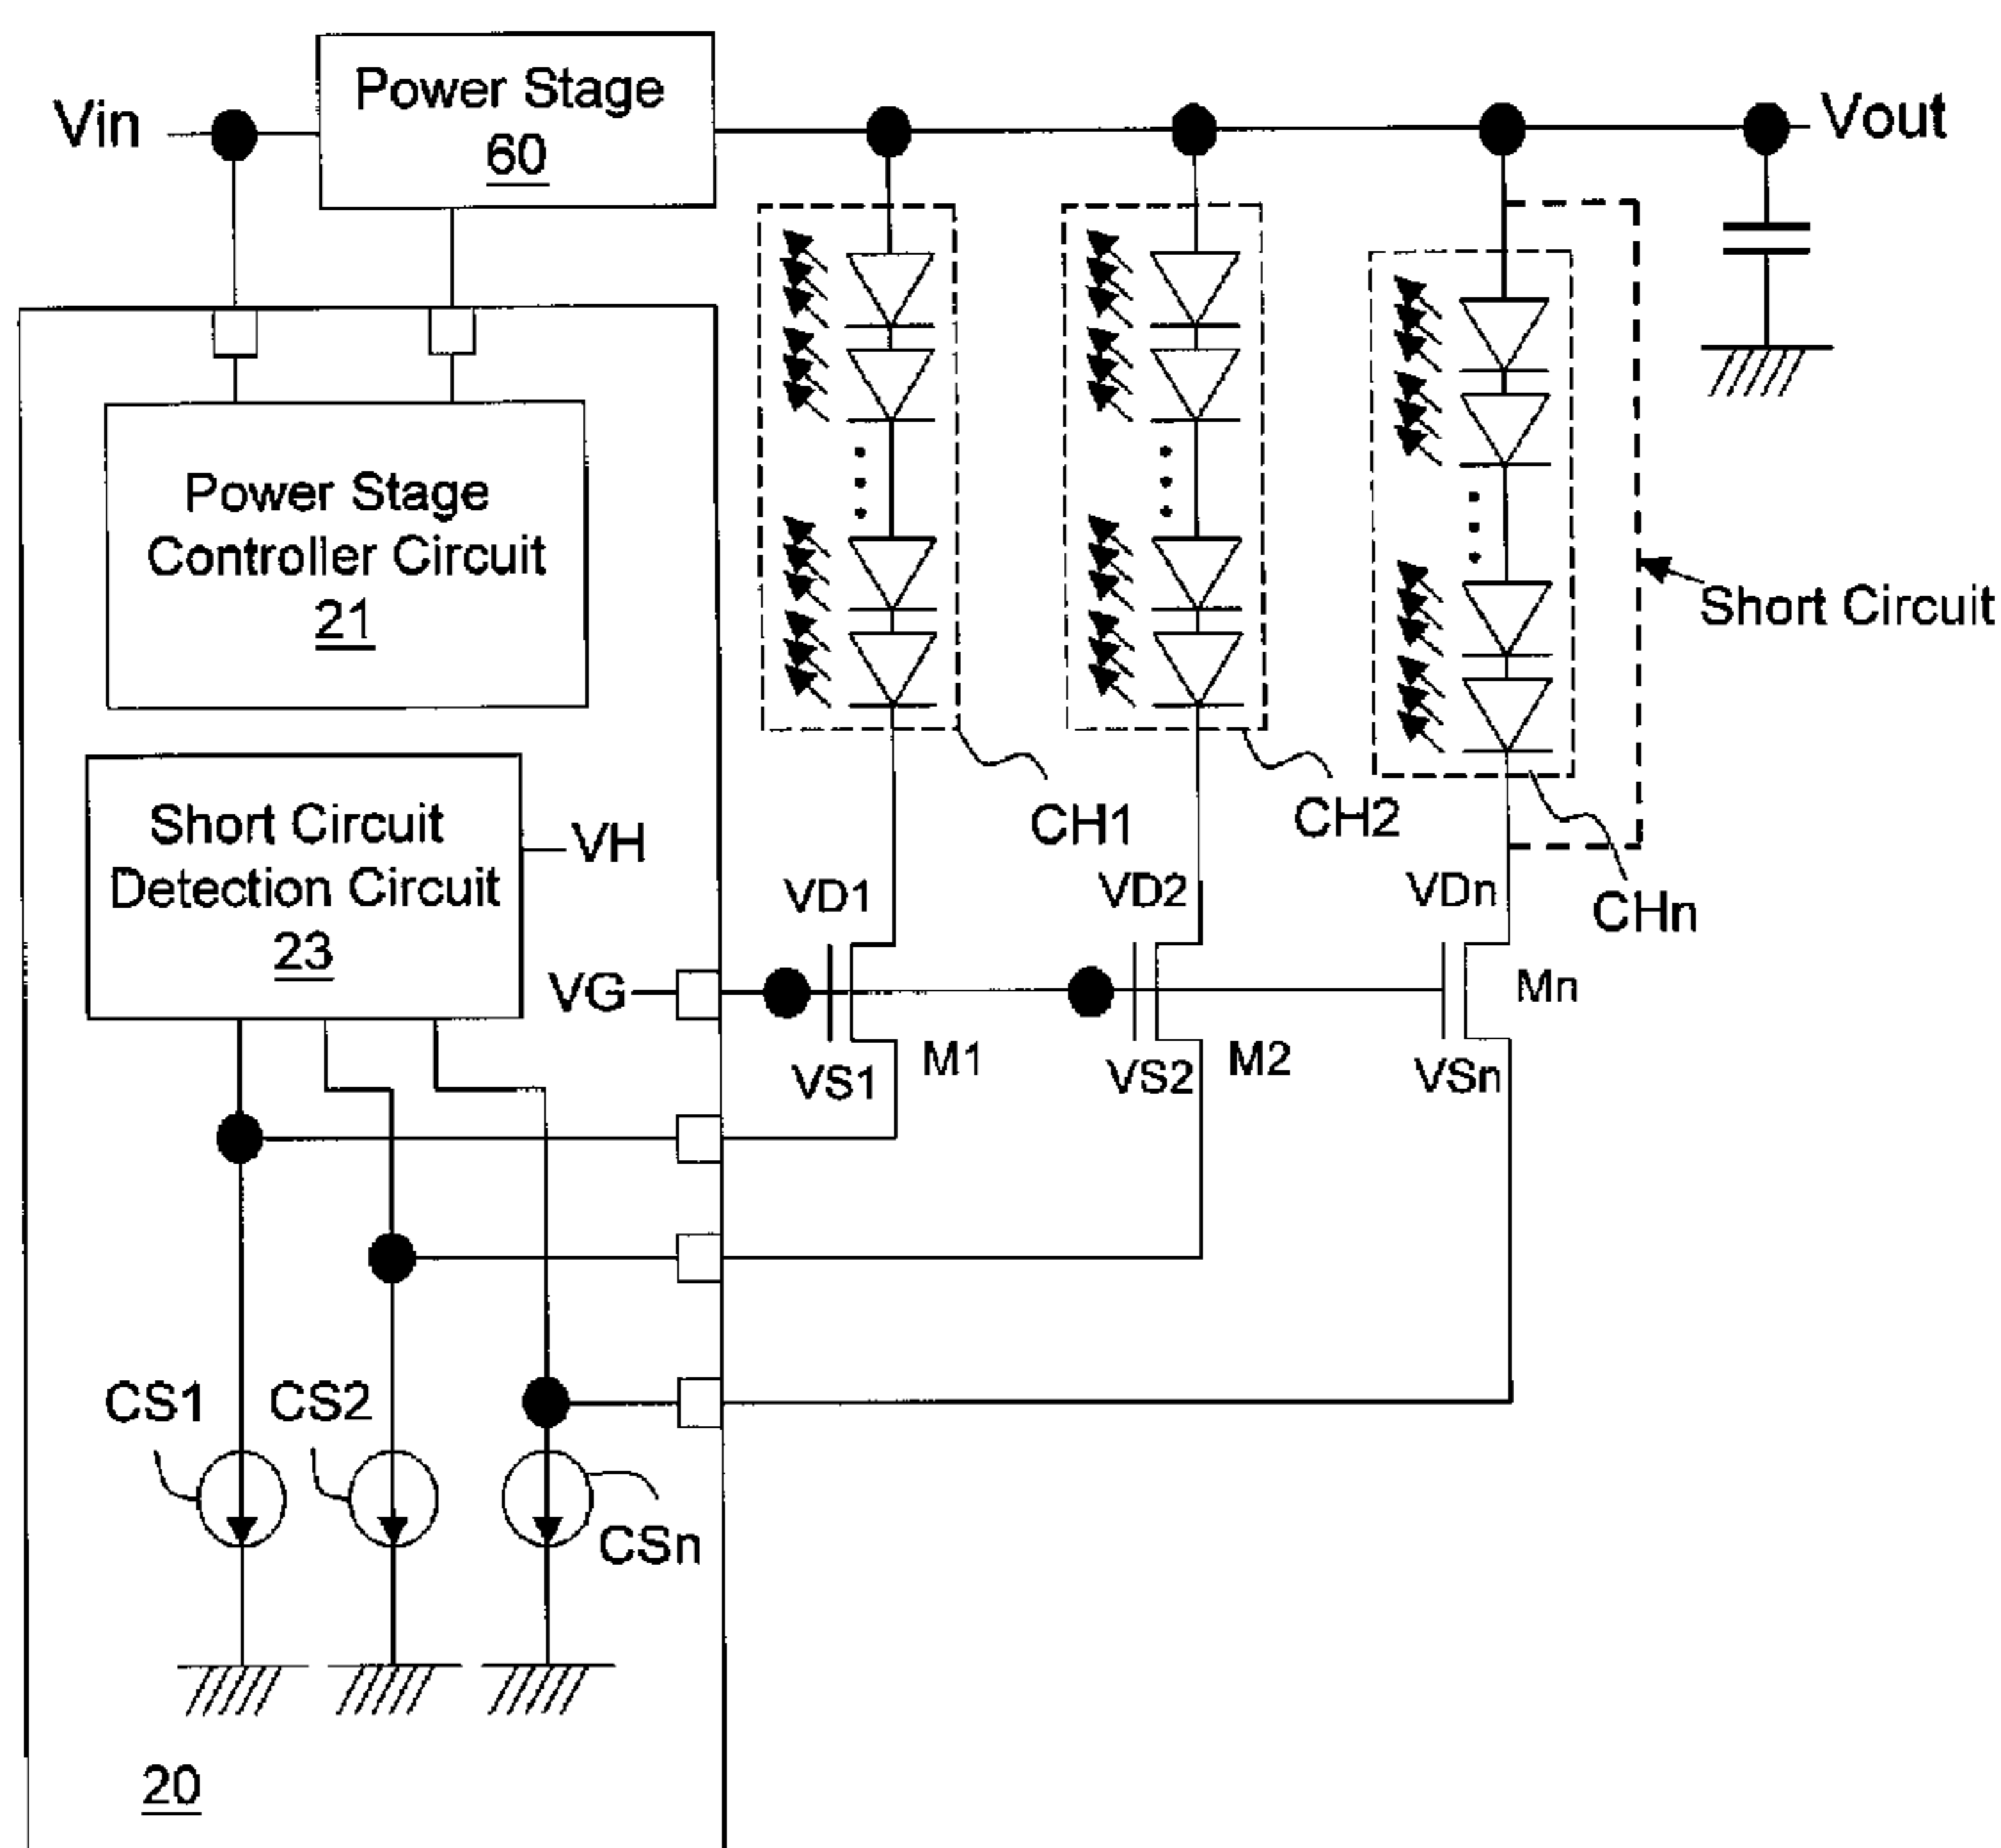 Vin
Power Stage
60
Vout
Power Stage
Controller Circuit
21
Short Circuit
Short Circuit
Detection Circuit
23
VH
CH1
CH2
CHn
VD1
VD2
VDn
VG
Mn
M1
M2
VS1
VS2
VSn
CS1
CS2
CSn
20